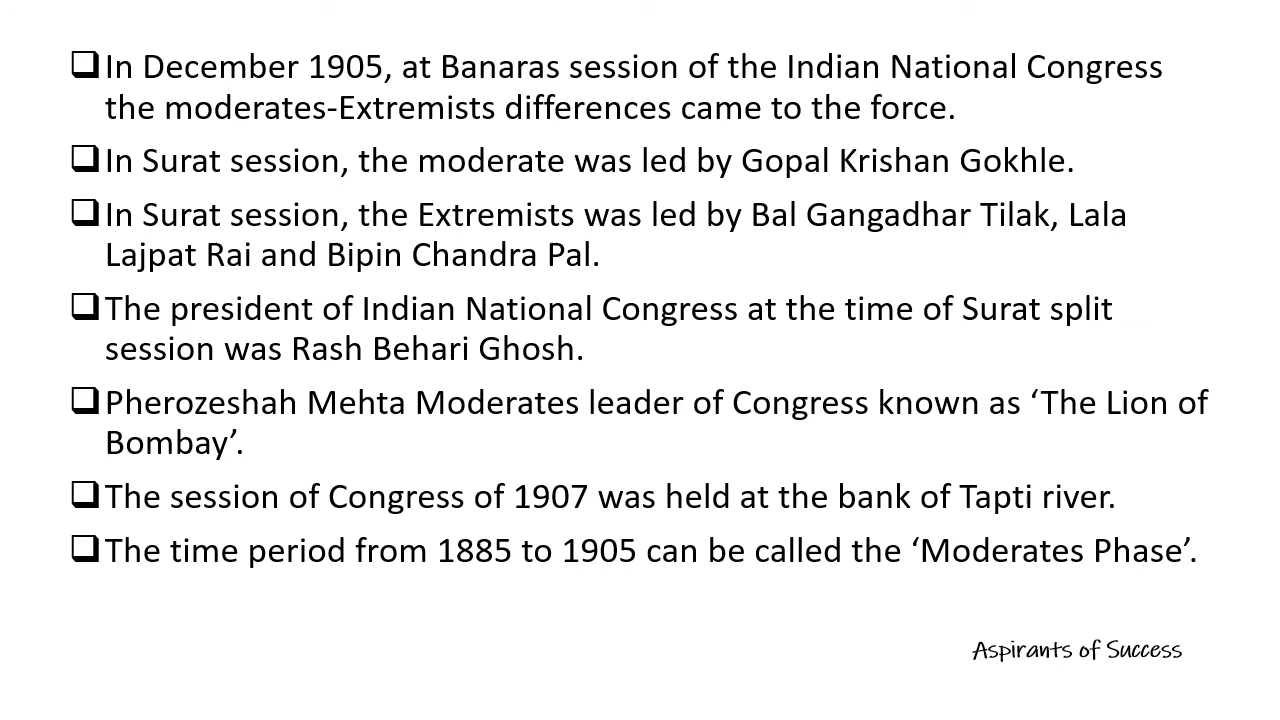 ❑In December 1905, at Banaras session of the Indian National Congress
the moderates-Extremists differences came to the force.
❑In Surat session, the moderate was led by Gopal Krishan Gokhle.
❑In Surat session, the Extremists was led by Bal Gangadhar Tilak, Lala
Lajpat Rai and Bipin Chandra Pal.
❑The president of Indian National Congress at the time of Surat split
session was Rash Behari Ghosh.
❑Pherozeshah Mehta Moderates leader of Congress known as ‘The Lion of
Bombay’.
❑The session of Congress of 1907 was held at the bank of Tapti river.
❑The time period from 1885 to 1905 can be called the ‘Moderates Phase’.
Aspirants of Success